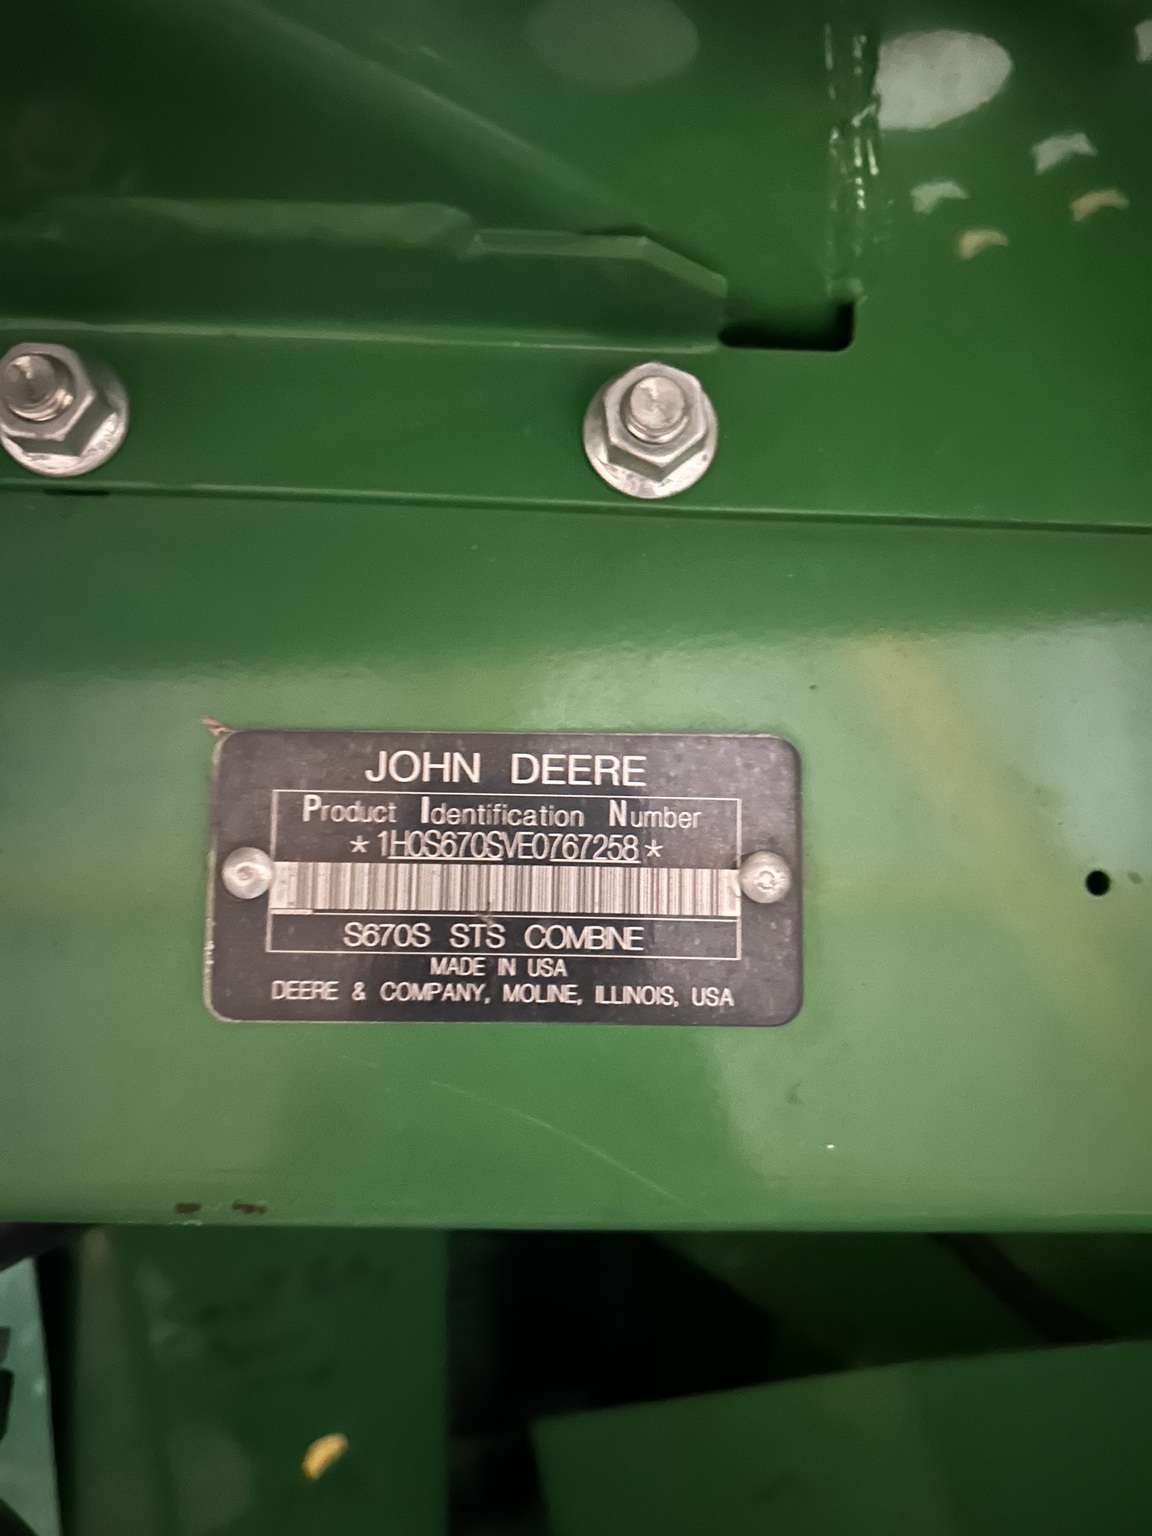 JOHN DEERE
Product Identification Number
*1H0S670SVE0767258*
S670S STS COMBINE
MADE IN USA
DEERE & COMPANY, MOLINE, ILLINOIS, USA